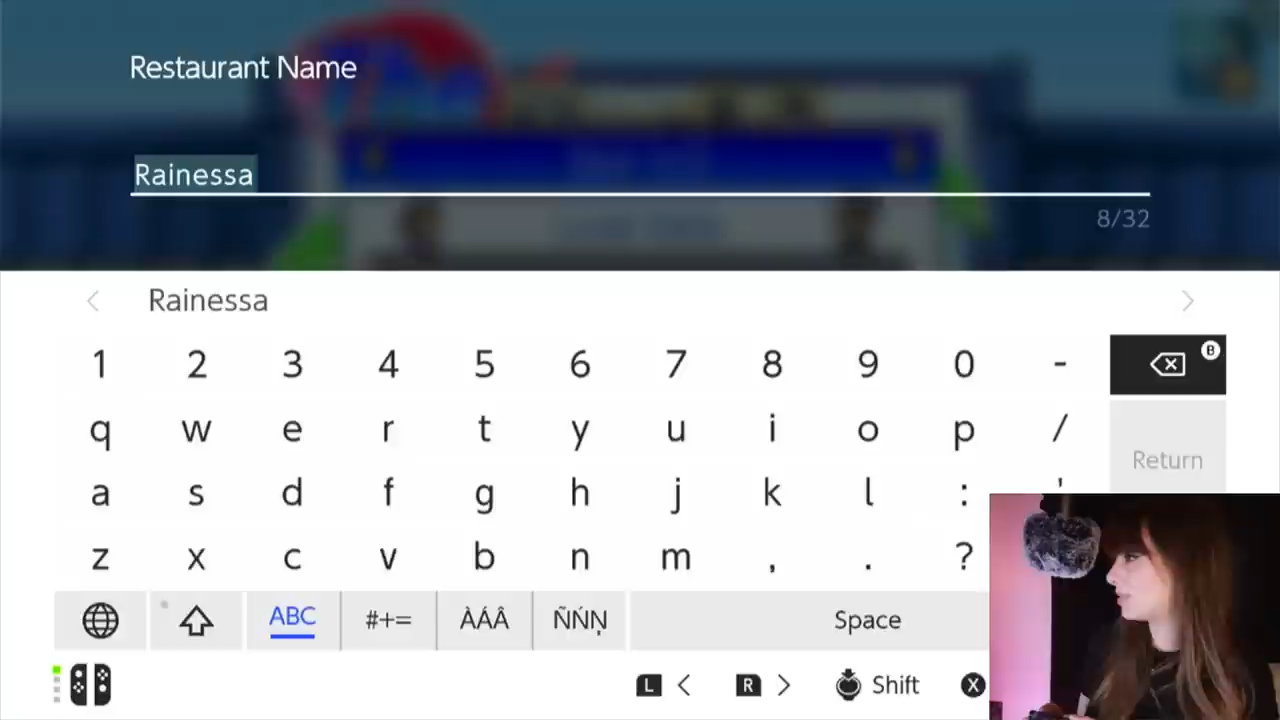 Restaurant Name
Rainessa
8/32
Rainessa
1 2 3 4 5 6 7 8 9 0 -
B
q w e r t y u i o p /
Return
a s d f g h j k l : '
z x c v b n m , . ?
ABC #+= ÀÁÂ ÑŃŅ Space
L R Shift X